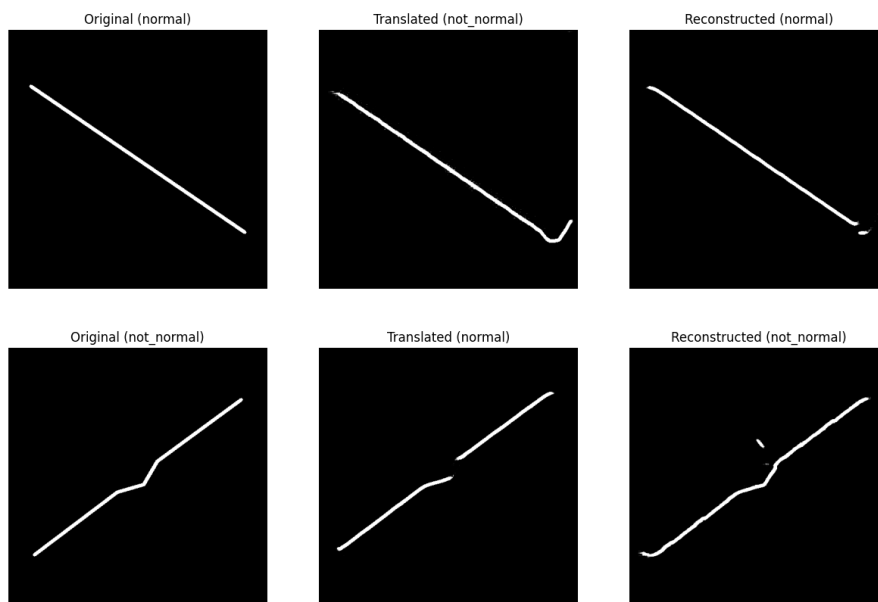 Original (normal)
Translated (not_normal)
Reconstructed (normal)
Original (not_normal)
Translated (normal)
Reconstructed (not_normal)